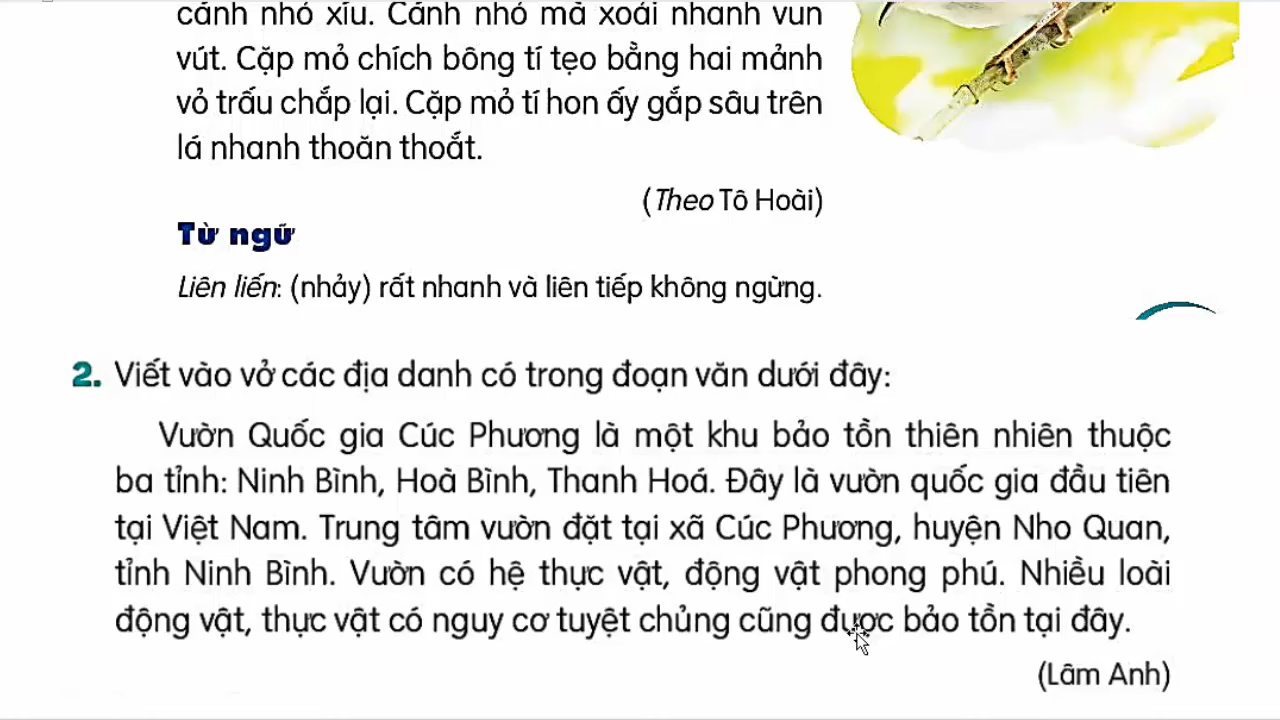 cánh nhỏ xíu. Cánh nhỏ mà xoải nhanh vun
vút. Cặp mỏ chích bông tí tẹo bằng hai mảnh
vỏ trấu chắp lại. Cặp mỏ tí hon ấy gắp sâu trên
lá nhanh thoăn thoắt.
(Theo Tô Hoài)
Từ ngữ
Liên liến: (nhảy) rất nhanh và liên tiếp không ngừng.
2. Viết vào vở các địa danh có trong đoạn văn dưới đây:
Vườn Quốc gia Cúc Phương là một khu bảo tồn thiên nhiên thuộc
ba tỉnh: Ninh Bình, Hoà Bình, Thanh Hoá. Đây là vườn quốc gia đầu tiên
tại Việt Nam. Trung tâm vườn đặt tại xã Cúc Phương, huyện Nho Quan,
tỉnh Ninh Bình. Vườn có hệ thực vật, động vật phong phú. Nhiều loài
động vật, thực vật có nguy cơ tuyệt chủng cũng được bảo tồn tại đây.
(Lâm Anh)